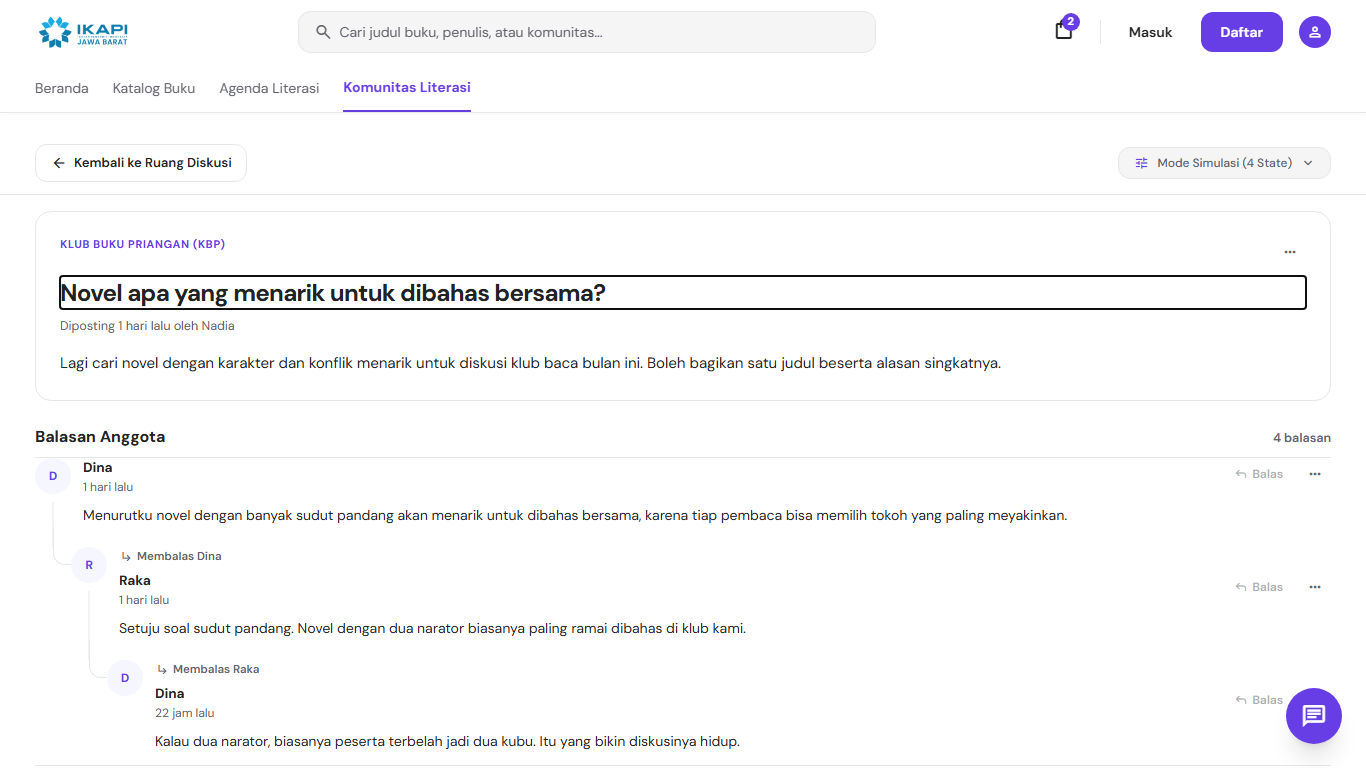 IKAPI
JAWA BARAT
Cari judul buku, penulis, atau komunitas...
2
Masuk
Daftar
Beranda
Katalog Buku
Agenda Literasi
Komunitas Literasi
Kembali ke Ruang Diskusi
Mode Simulasi (4 State)
KLUB BUKU PRIANGAN (KBP)
Novel apa yang menarik untuk dibahas bersama?
Diposting 1 hari lalu oleh Nadia
Lagi cari novel dengan karakter dan konflik menarik untuk diskusi klub baca bulan ini. Boleh bagikan satu judul beserta alasan singkatnya.
Balasan Anggota
4 balasan
D
Dina
1 hari lalu
Balas
Menurutku novel dengan banyak sudut pandang akan menarik untuk dibahas bersama, karena tiap pembaca bisa memilih tokoh yang paling meyakinkan.
Membalas Dina
R
Raka
1 hari lalu
Balas
Setuju soal sudut pandang. Novel dengan dua narator biasanya paling ramai dibahas di klub kami.
Membalas Raka
D
Dina
22 jam lalu
Balas
Kalau dua narator, biasanya peserta terbelah jadi dua kubu. Itu yang bikin diskusinya hidup.